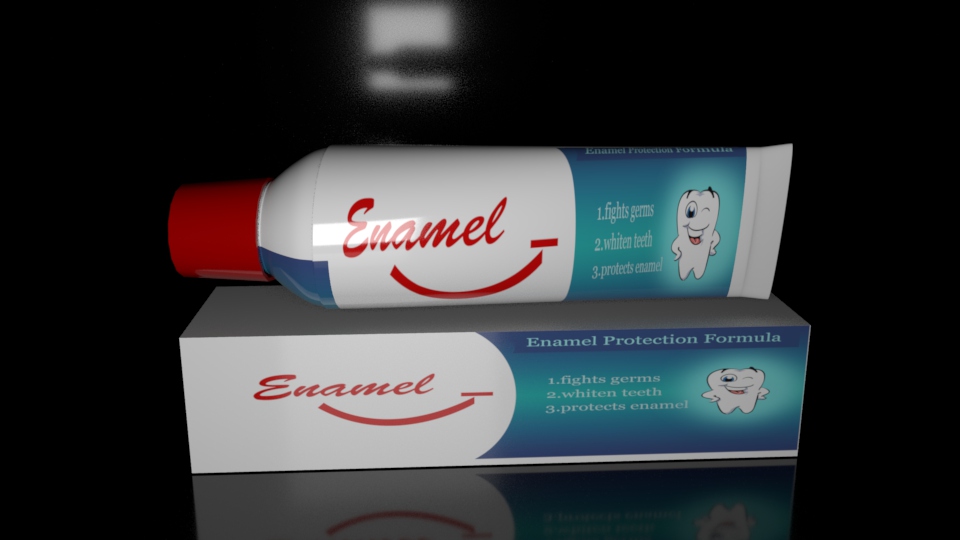 Enamel Protection Formula
Enamel
1.fights germs
2.whiten teeth
3.protects enamel
Enamel Protection Formula
Enamel
1.fights germs
2.whiten teeth
3.protects enamel